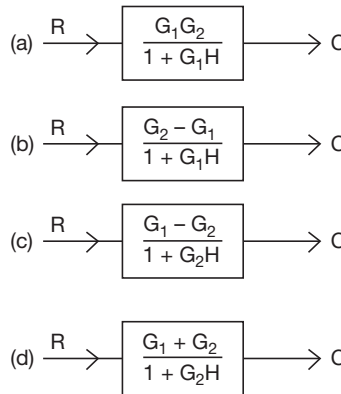 (a) R G₁G₂ / 1 + G₁H C
(b) R G₂ – G₁ / 1 + G₁H C
(c) R G₁ – G₂ / 1 + G₂H C
(d) R G₁ + G₂ / 1 + G₂H C